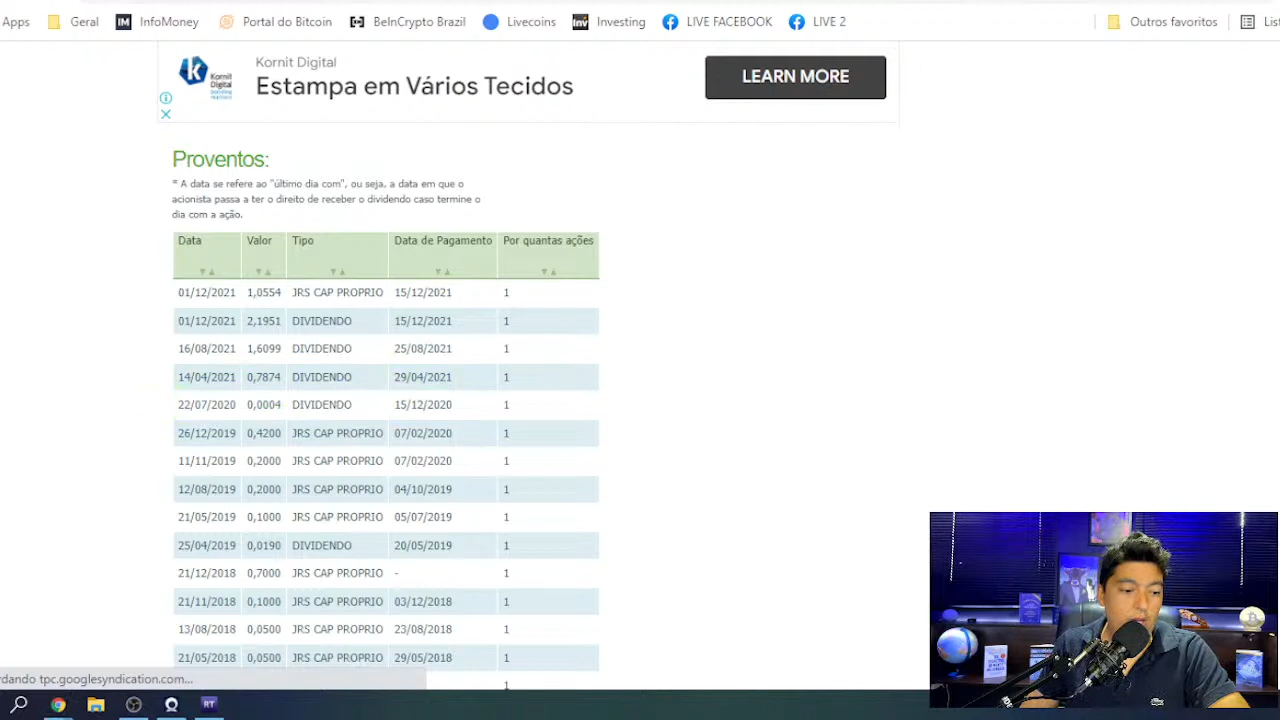 Apps Geral InfoMoney Portal do Bitcoin BeInCrypto Brazil Livecoins Investing LIVE FACEBOOK LIVE 2 Outros favoritos
Kornit Digital
Estampa em Vários Tecidos
LEARN MORE
Kornit
Digital
Proventos:
* A data se refere ao "último dia com", ou seja, a data em que o
acionista passa a ter o direito de receber o dividendo caso termine o
dia com a ação.
Data Valor Tipo Data de Pagamento Por quantas ações
01/12/2021 1,0554 JRS CAP PROPRIO 15/12/2021 1
01/12/2021 2,1951 DIVIDENDO 15/12/2021 1
16/08/2021 1,6099 DIVIDENDO 25/08/2021 1
14/04/2021 0,7874 DIVIDENDO 29/04/2021 1
22/07/2020 0,0004 DIVIDENDO 15/12/2020 1
26/12/2019 0,4200 JRS CAP PROPRIO 07/02/2020 1
11/11/2019 0,2000 JRS CAP PROPRIO 07/02/2020 1
12/08/2019 0,2000 JRS CAP PROPRIO 04/10/2019 1
21/05/2019 0,1000 JRS CAP PROPRIO 05/07/2019 1
25/04/2019 0,0190 DIVIDENDO 20/05/2019 1
21/12/2018 0,7000 JRS CAP PROPRIO - 1
21/11/2018 0,1000 JRS CAP PROPRIO 03/12/2018 1
13/08/2018 0,0500 JRS CAP PROPRIO 23/08/2018 1
21/05/2018 0,0500 JRS CAP PROPRIO 29/05/2018 1
1
rdando tpc.googlesyndication.com...
RT